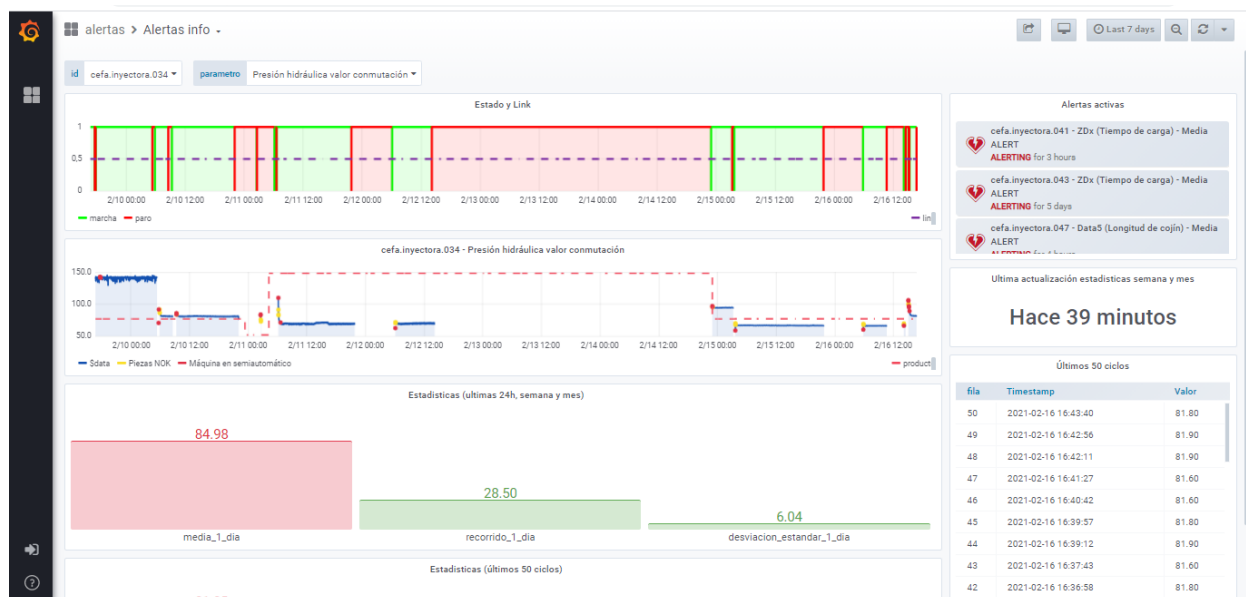 alertas > Alertas info
Last 7 days
id cefa.inyectora.034 parametro Presión hidráulica valor conmutación
Estado y Link
1
0,5
0
2/10 00:00 2/10 12:00 2/11 00:00 2/11 12:00 2/12 00:00 2/12 12:00 2/13 00:00 2/13 12:00 2/14 00:00 2/14 12:00 2/15 00:00 2/15 12:00 2/16 00:00 2/16 12:00
marcha paro lin
cefa.inyectora.034 - Presión hidráulica valor conmutación
150.0
100.0
50.0
2/10 00:00 2/10 12:00 2/11 00:00 2/11 12:00 2/12 00:00 2/12 12:00 2/13 00:00 2/13 12:00 2/14 00:00 2/14 12:00 2/15 00:00 2/15 12:00 2/16 00:00 2/16 12:00
$data Piezas NOK Máquina en semiautomático product
Estadisticas (ultimas 24h, semana y mes)
84.98
28.50
6.04
media_1_dia recorrido_1_dia desviacion_estandar_1_dia
Estadisticas (últimos 50 ciclos)
Alertas activas
cefa.inyectora.041 - ZDx (Tiempo de carga) - Media
ALERT
ALERTING for 3 hours
cefa.inyectora.043 - ZDx (Tiempo de carga) - Media
ALERT
ALERTING for 5 days
cefa.inyectora.047 - Data5 (Longitud de cojín) - Media
ALERT
Ultima actualización estadisticas semana y mes
Hace 39 minutos
Últimos 50 ciclos
fila Timestamp Valor
50 2021-02-16 16:43:40 81.80
49 2021-02-16 16:42:56 81.90
48 2021-02-16 16:42:11 81.90
47 2021-02-16 16:41:27 81.60
46 2021-02-16 16:40:42 81.60
45 2021-02-16 16:39:57 81.80
44 2021-02-16 16:39:12 81.90
43 2021-02-16 16:37:43 81.60
42 2021-02-16 16:36:58 81.80